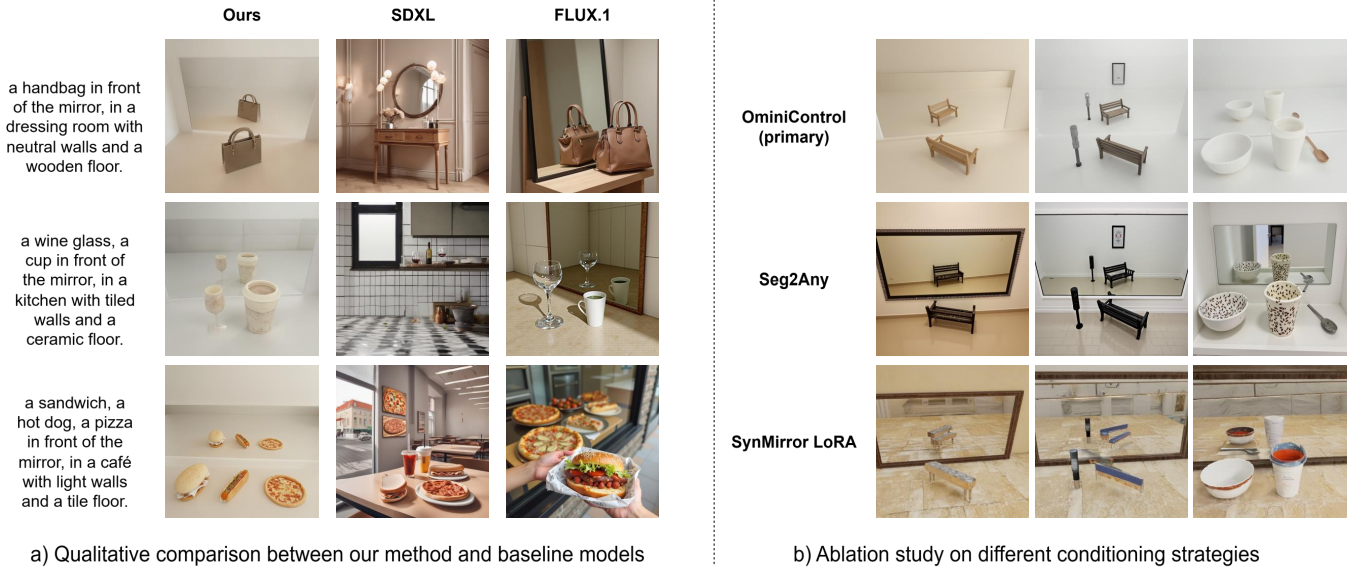 Ours
SDXL
FLUX.1
a handbag in front
of the mirror, in a
dressing room with
neutral walls and a
wooden floor.
a wine glass, a
cup in front of
the mirror, in a
kitchen with tiled
walls and a
ceramic floor.
a sandwich, a
hot dog, a pizza
in front of the
mirror, in a café
with light walls
and a tile floor.
a) Qualitative comparison between our method and baseline models
OminiControl
(primary)
Seg2Any
SynMirror LoRA
b) Ablation study on different conditioning strategies